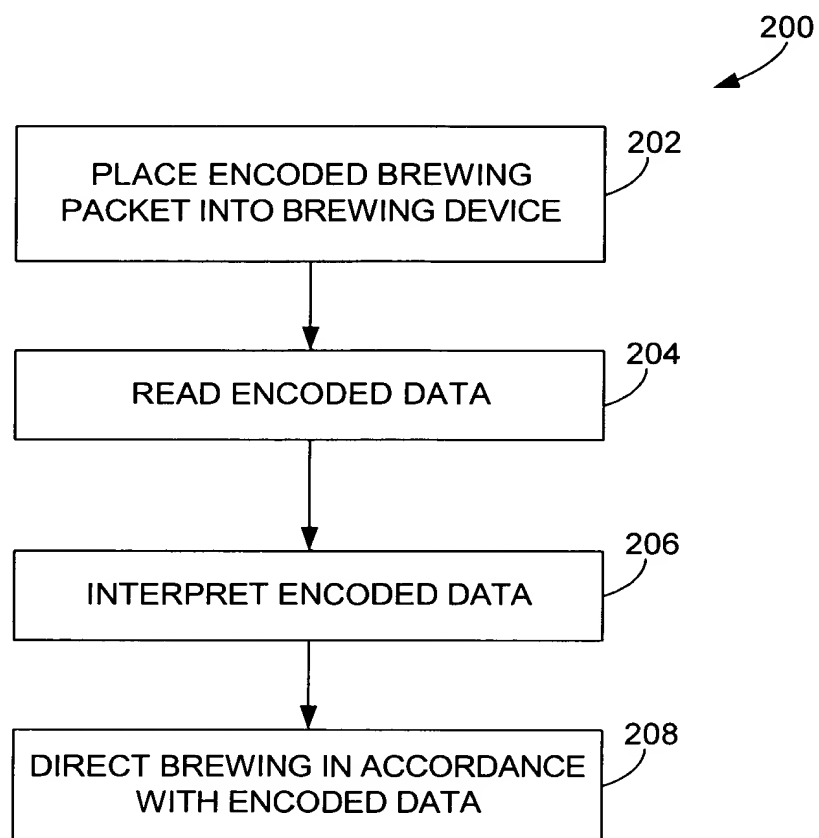 200
202
PLACE ENCODED BREWING
PACKET INTO BREWING DEVICE
204
READ ENCODED DATA
206
INTERPRET ENCODED DATA
208
DIRECT BREWING IN ACCORDANCE
WITH ENCODED DATA